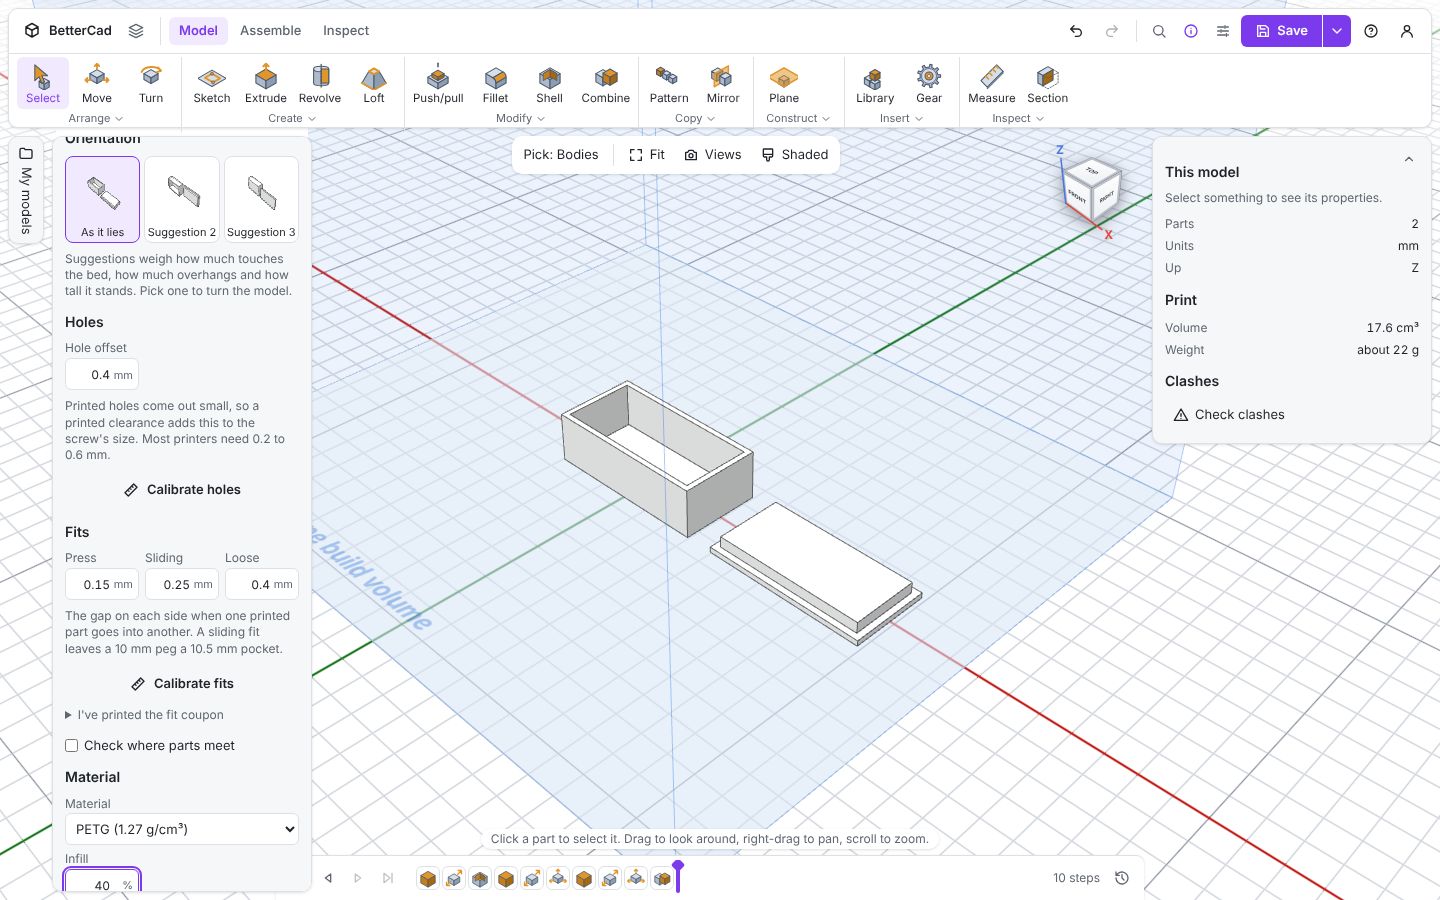 BetterCad
Model
Assemble
Inspect
Save
Select
Move
Turn
Sketch
Extrude
Revolve
Loft
Push/pull
Fillet
Shell
Combine
Pattern
Mirror
Plane
Library
Gear
Measure
Section
Arrange
Create
Modify
Copy
Construct
Insert
Inspect
My models
Orientation
As it lies
Suggestion 2
Suggestion 3
Suggestions weigh how much touches
the bed, how much overhangs and how
tall it stands. Pick one to turn the model.
Holes
Hole offset
0.4 mm
Printed holes come out small, so a
printed clearance adds this to the
screw's size. Most printers need 0.2 to
0.6 mm.
Calibrate holes
Fits
Press
Sliding
Loose
0.15 mm
0.25 mm
0.4 mm
The gap on each side when one printed
part goes into another. A sliding fit
leaves a 10 mm peg a 10.5 mm pocket.
Calibrate fits
I've printed the fit coupon
Check where parts meet
Material
Material
PETG (1.27 g/cm³)
Infill
40 %
Pick: Bodies
Fit
Views
Shaded
build volume
Z
TOP
FRONT
RIGHT
X
This model
Select something to see its properties.
Parts 2
Units mm
Up Z
Print
Volume 17.6 cm³
Weight about 22 g
Clashes
Check clashes
Click a part to select it. Drag to look around, right-drag to pan, scroll to zoom.
10 steps